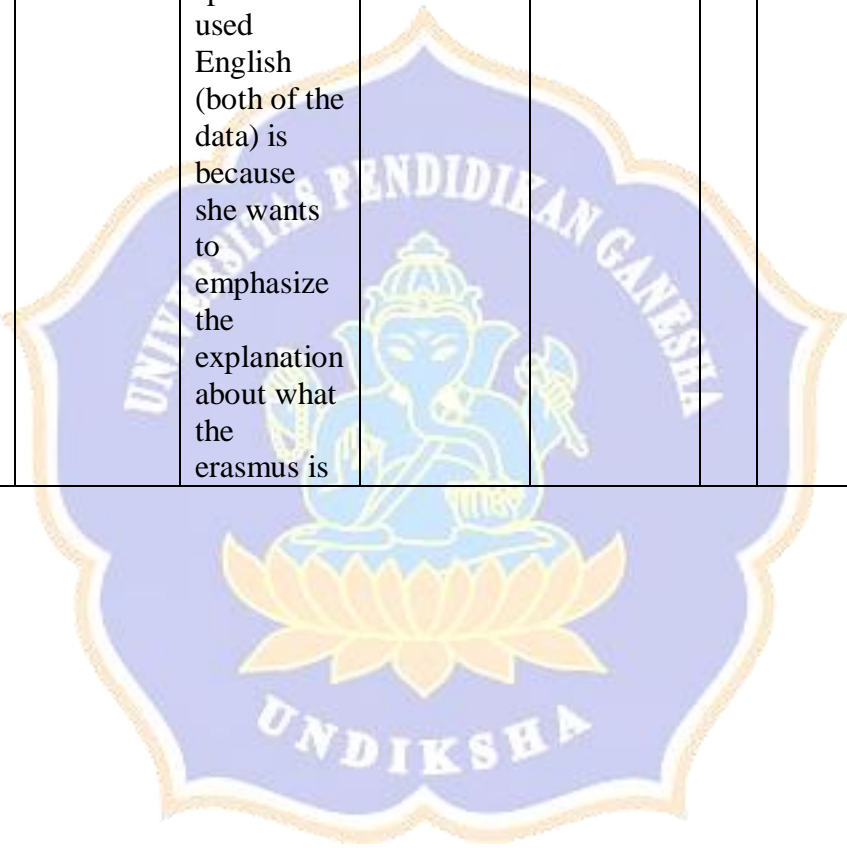 used
English
(both of the
data) is
because
she wants
to
emphasize
the
explanation
about what
the
erasmus is
UNIVERSITAS PENDIDIKAN GANESHA
UNDIKSHA